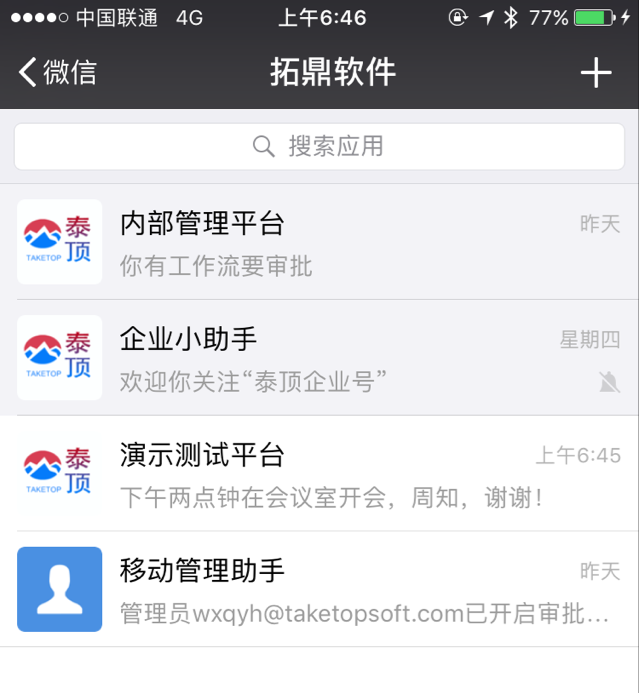 中国联通 4G 上午6:46 77%
微信 拓鼎软件
搜索应用
泰顶 TAKETOP
内部管理平台 昨天
你有工作流要审批
泰顶 TAKETOP
企业小助手 星期四
欢迎你关注“泰顶企业号”
泰顶 TAKETOP
演示测试平台 上午6:45
下午两点钟在会议室开会，周知，谢谢！
移动管理助手 昨天
管理员wxqyh@taketopsoft.com已开启审批...